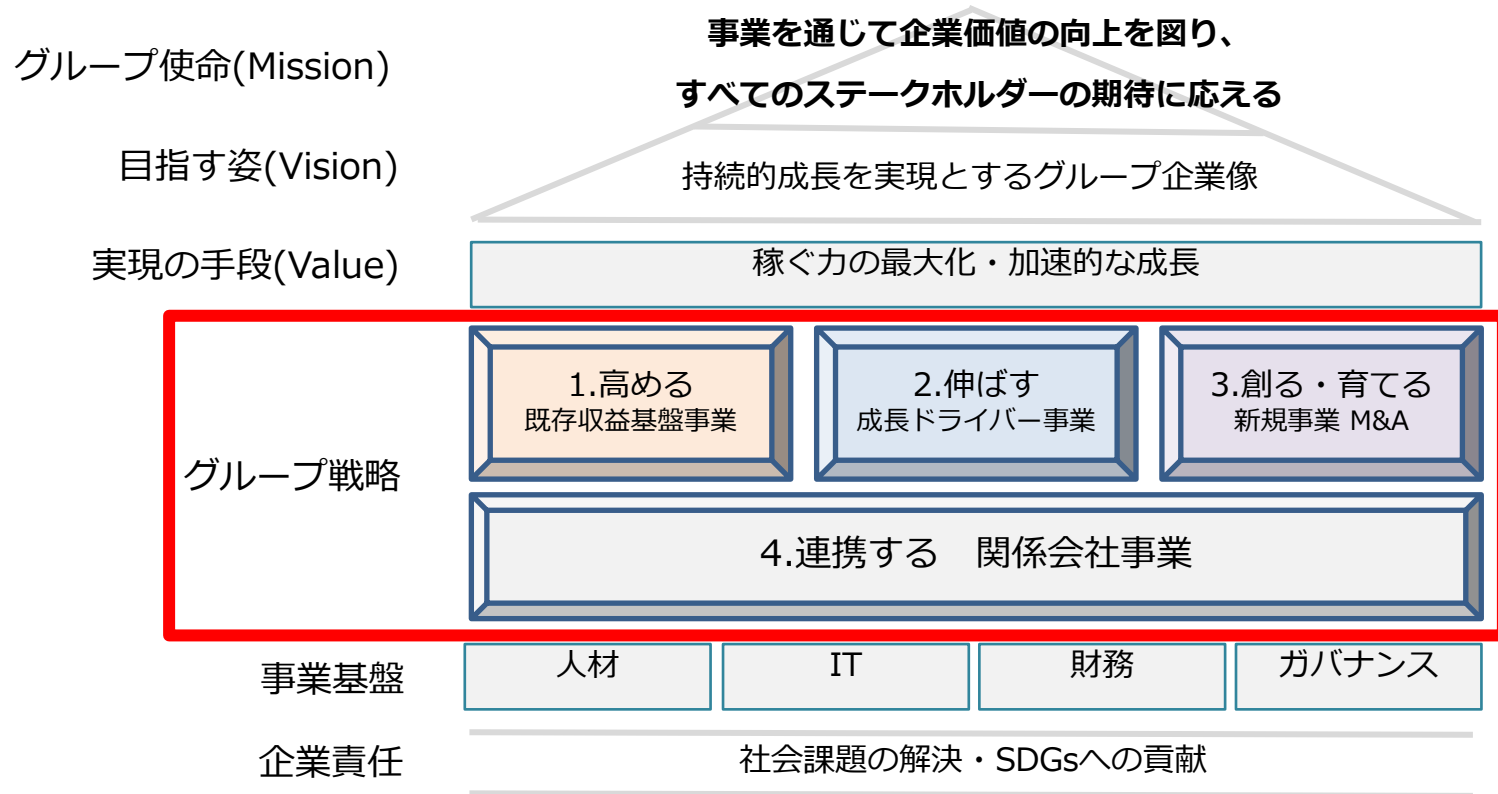 グループ使命(Mission)
事業を通じて企業価値の向上を図り、
すべてのステークホルダーの期待に応える
目指す姿(Vision)
持続的成長を実現とするグループ企業像
実現の手段(Value)
稼ぐ力の最大化・加速的な成長
グループ戦略
1.高める
既存収益基盤事業
2.伸ばす
成長ドライバー事業
3.創る・育てる
新規事業 M&A
4.連携する　関係会社事業
事業基盤
人材
IT
財務
ガバナンス
企業責任
社会課題の解決・SDGsへの貢献